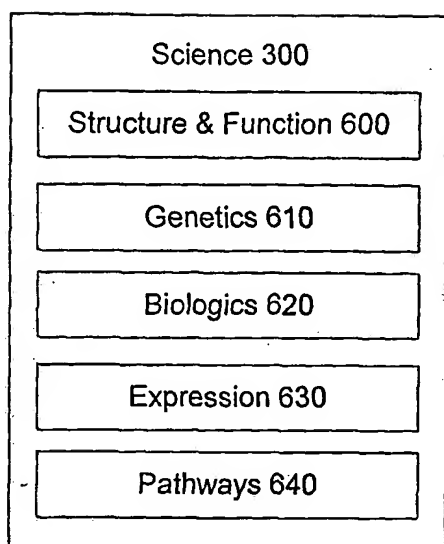 Science 300
Structure & Function 600
Genetics 610
Biologics 620
Expression 630
Pathways 640